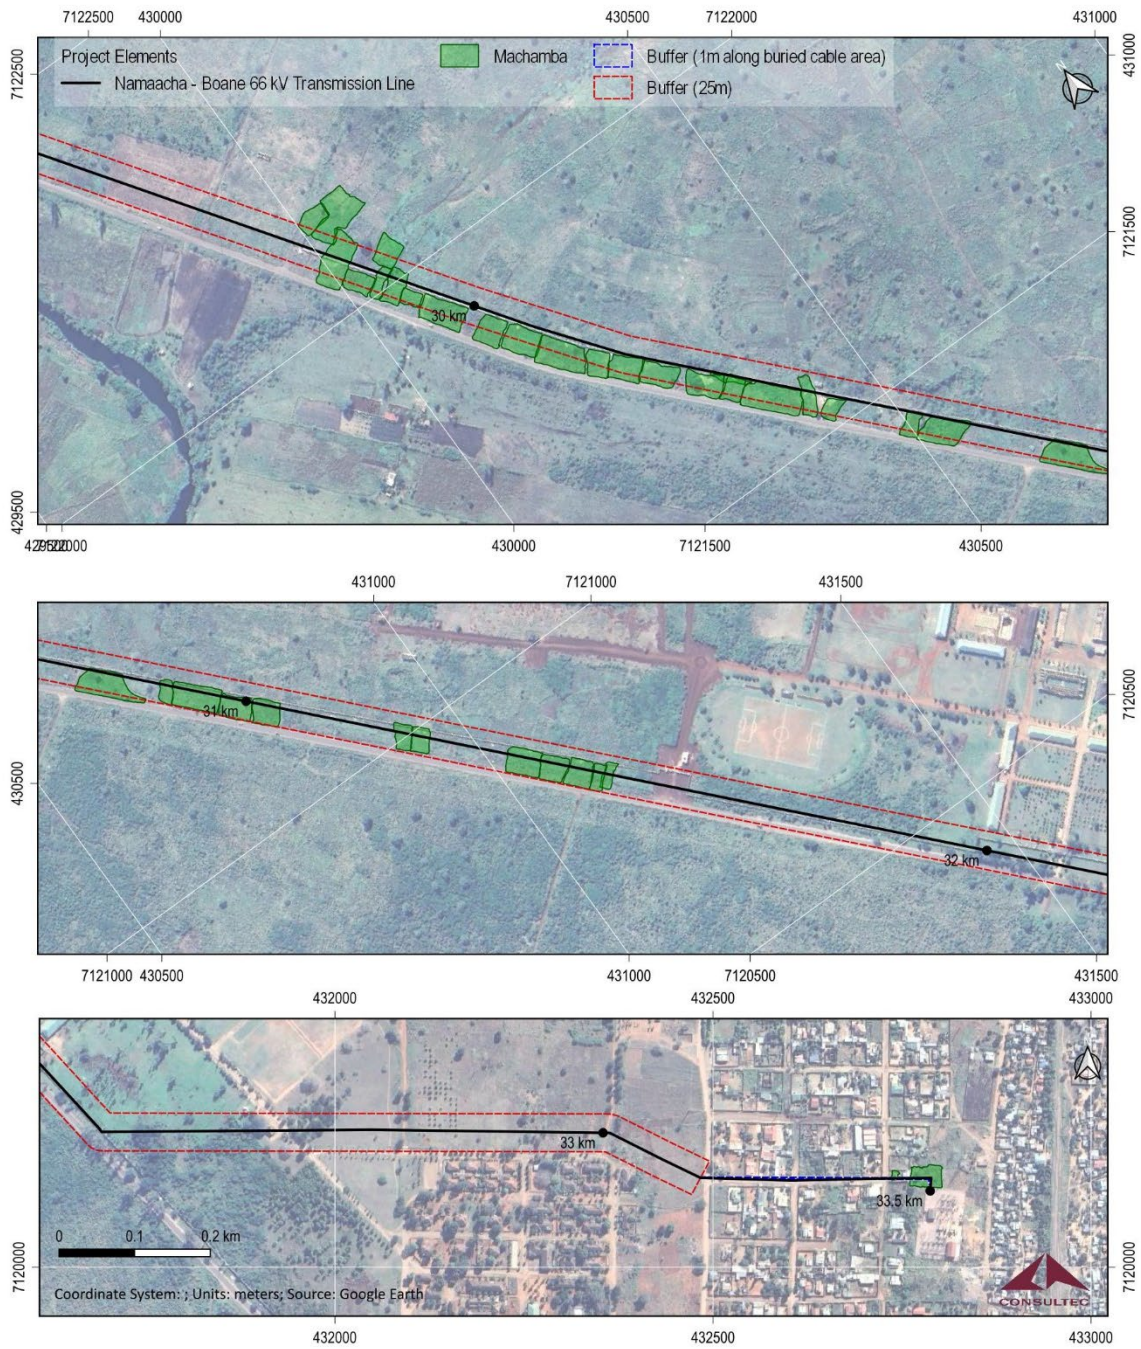 7122500 430000 430500 7122000 431000
Project Elements
Namaacha - Boane 66 kV Transmission Line
Machamba
Buffer (1m along buried cable area)
Buffer (25m)
N
7122500
431000
7121500
30 km
429500
429500 7122000 430000 7121500 430500
431000 7121000 431500
7120500
31 km
430500
32 km
7121000 430500 431000 7120500 431500
432000 432500 433000
33 km
33.5 km
0 0.1 0.2 km
7120000
7120000
Coordinate System: ; Units: meters; Source: Google Earth
CONSULTEC
432000 432500 433000